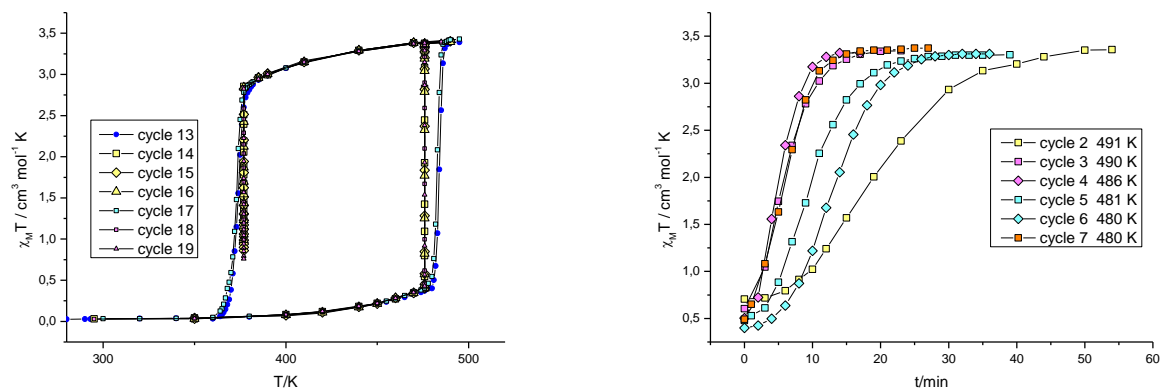 3,5
3,0
2,5
2,0
1,5
1,0
0,5
0,0
χMT / cm³ mol⁻¹ K
300
400
500
T/K
cycle 13
cycle 14
cycle 15
cycle 16
cycle 17
cycle 18
cycle 19
3,5
3,0
2,5
2,0
1,5
1,0
0,5
χMT / cm³ mol⁻¹ K
0
10
20
30
40
50
60
t/min
cycle 2 491 K
cycle 3 490 K
cycle 4 486 K
cycle 5 481 K
cycle 6 480 K
cycle 7 480 K